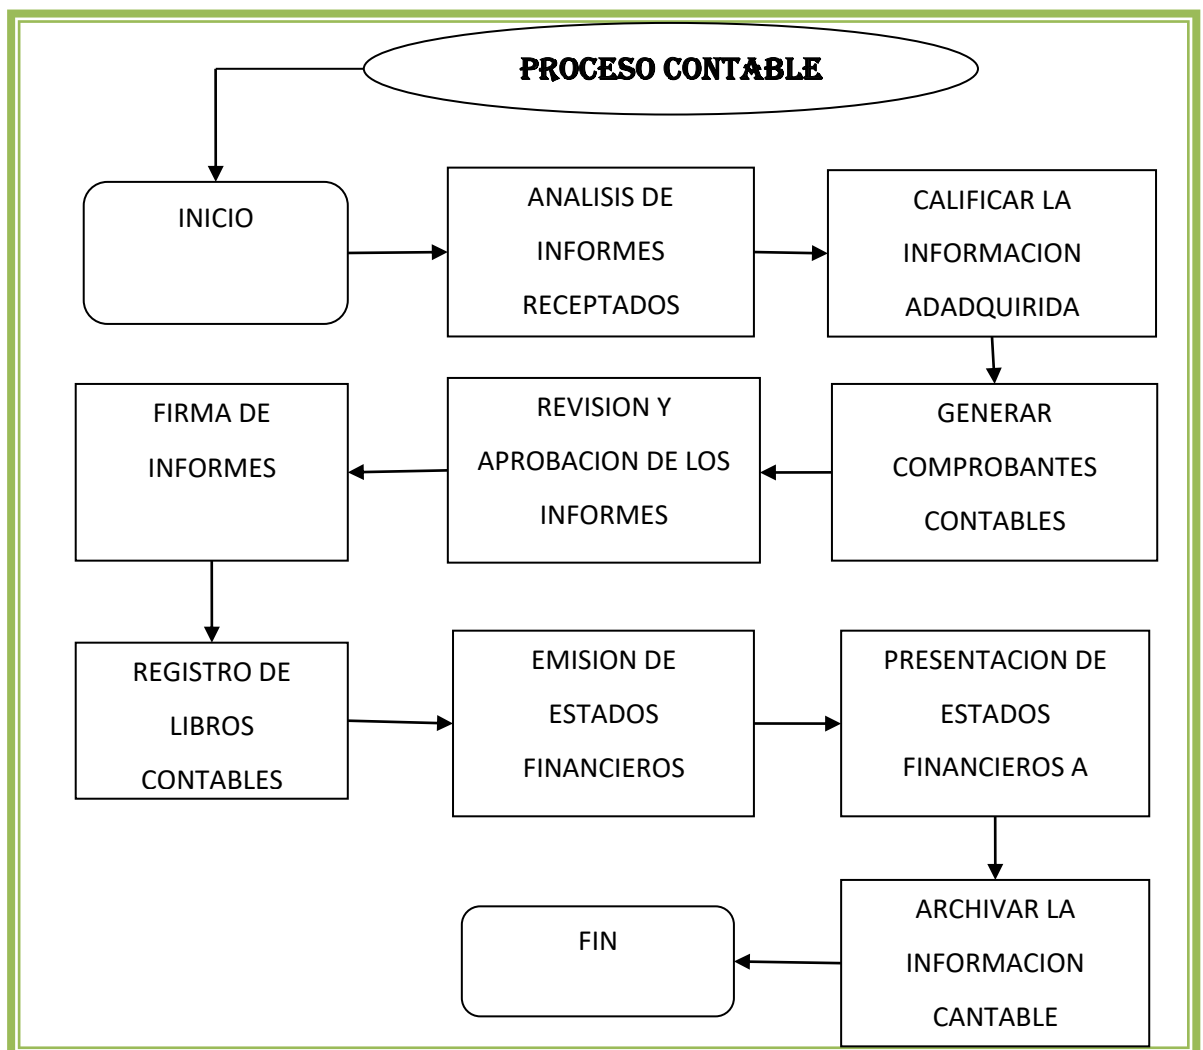 PROCESO CONTABLE
INICIO
ANALISIS DE
INFORMES
RECEPTADOS
CALIFICAR LA
INFORMACION
ADADQUIRIDA
GENERAR
COMPROBANTES
CONTABLES
REVISION Y
APROBACION DE LOS
INFORMES
FIRMA DE
INFORMES
REGISTRO DE
LIBROS
CONTABLES
EMISION DE
ESTADOS
FINANCIEROS
PRESENTACION DE
ESTADOS
FINANCIEROS A
ARCHIVAR LA
INFORMACION
CANTABLE
FIN